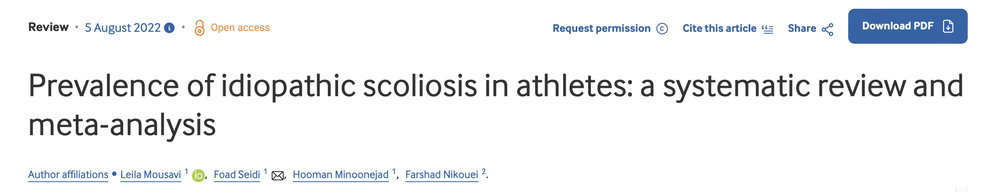 Review • 5 August 2022 i • Open access Request permission © Cite this article “ Share Download PDF
Prevalence of idiopathic scoliosis in athletes: a systematic review and
meta-analysis
Author affiliations • Leila Mousavi 1 iD, Foad Seidi 1 , Hooman Minoonejad 1, Farshad Nikouei 2.